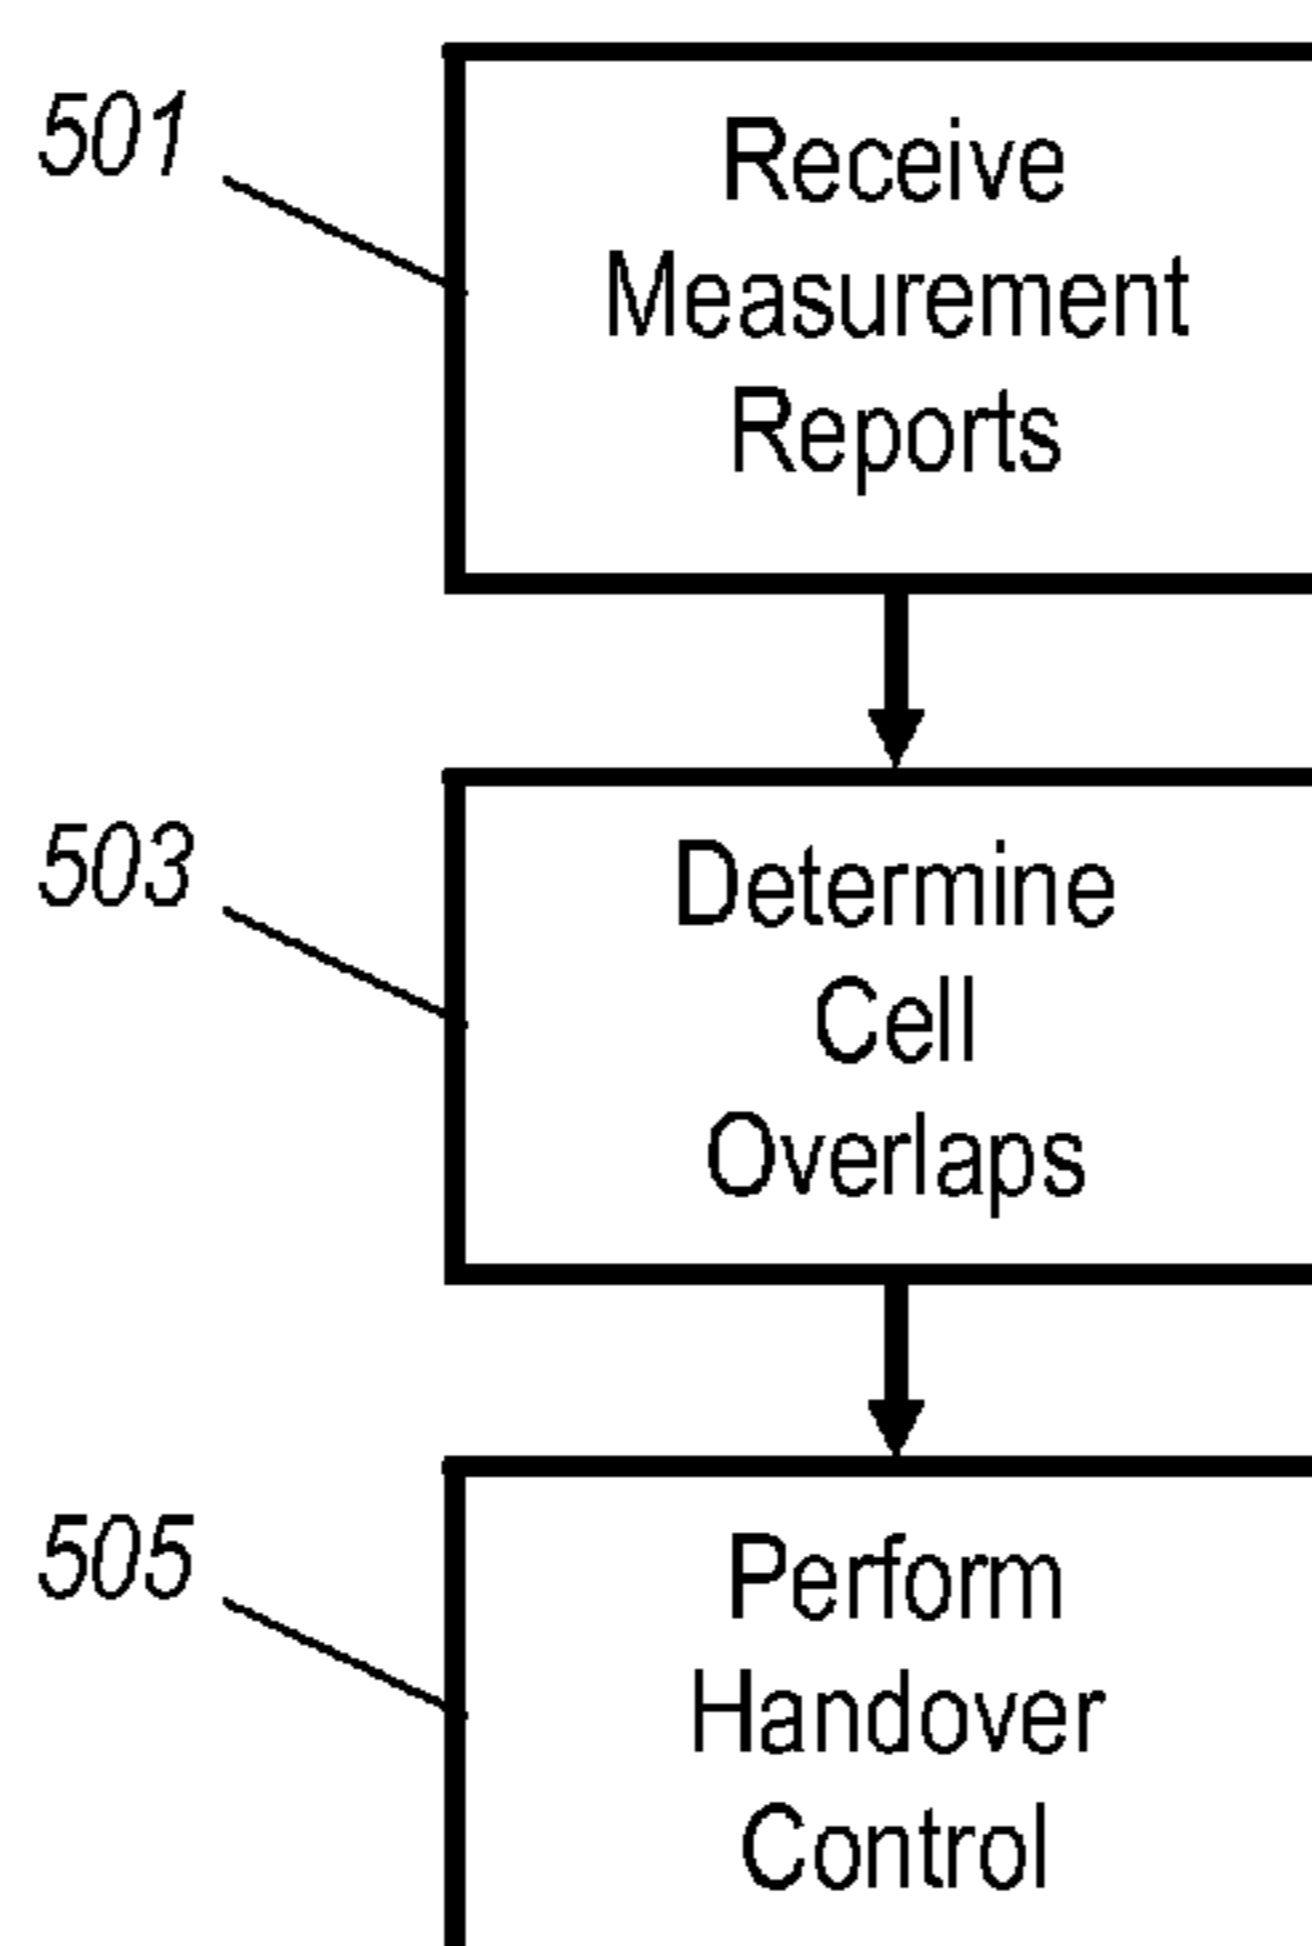 501
Receive
Measurement
Reports
503
Determine
Cell
Overlaps
505
Perform
Handover
Control